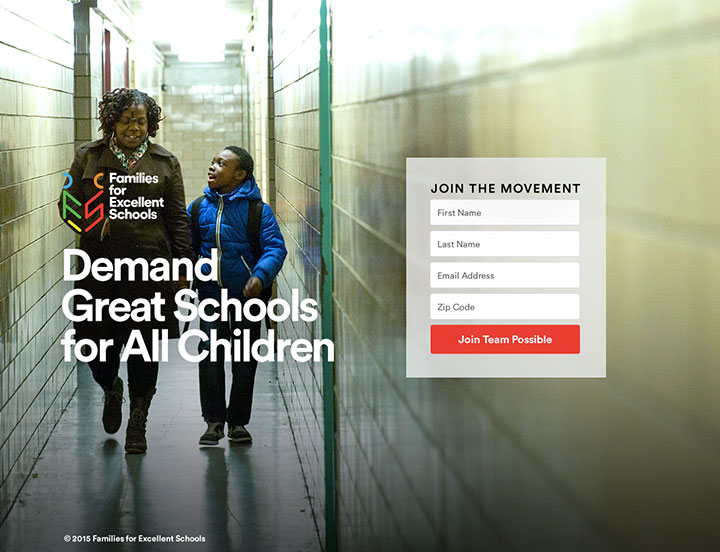 Families
for
Excellent
Schools
Demand
Great Schools
for All Children
JOIN THE MOVEMENT
First Name
Last Name
Email Address
Zip Code
Join Team Possible
© 2015 Families for Excellent Schools